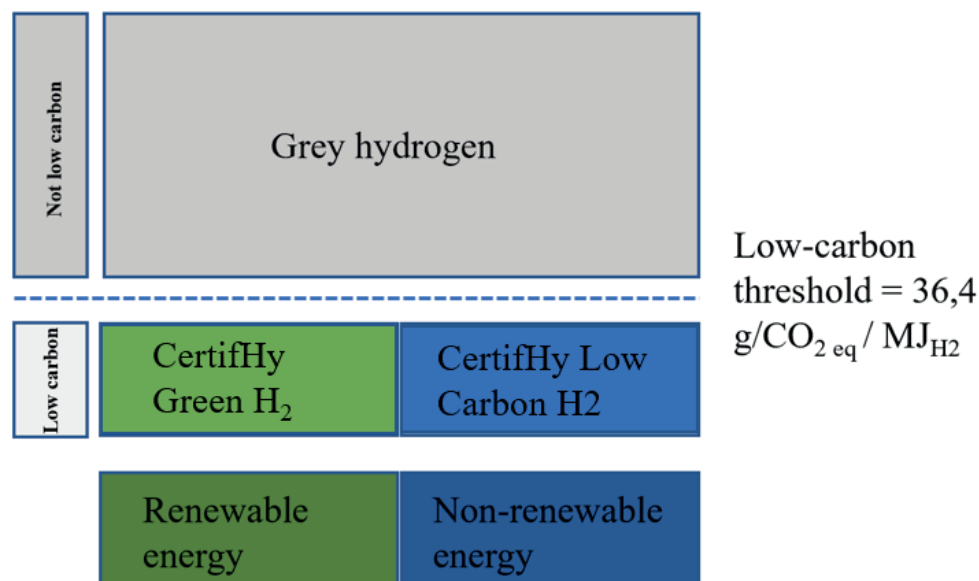 Not low carbon
Grey hydrogen
Low-carbon
threshold = 36,4
g/CO₂ eq / MJH2
Low carbon
CertifHy
Green H₂
CertifHy Low
Carbon H2
Renewable
energy
Non-renewable
energy